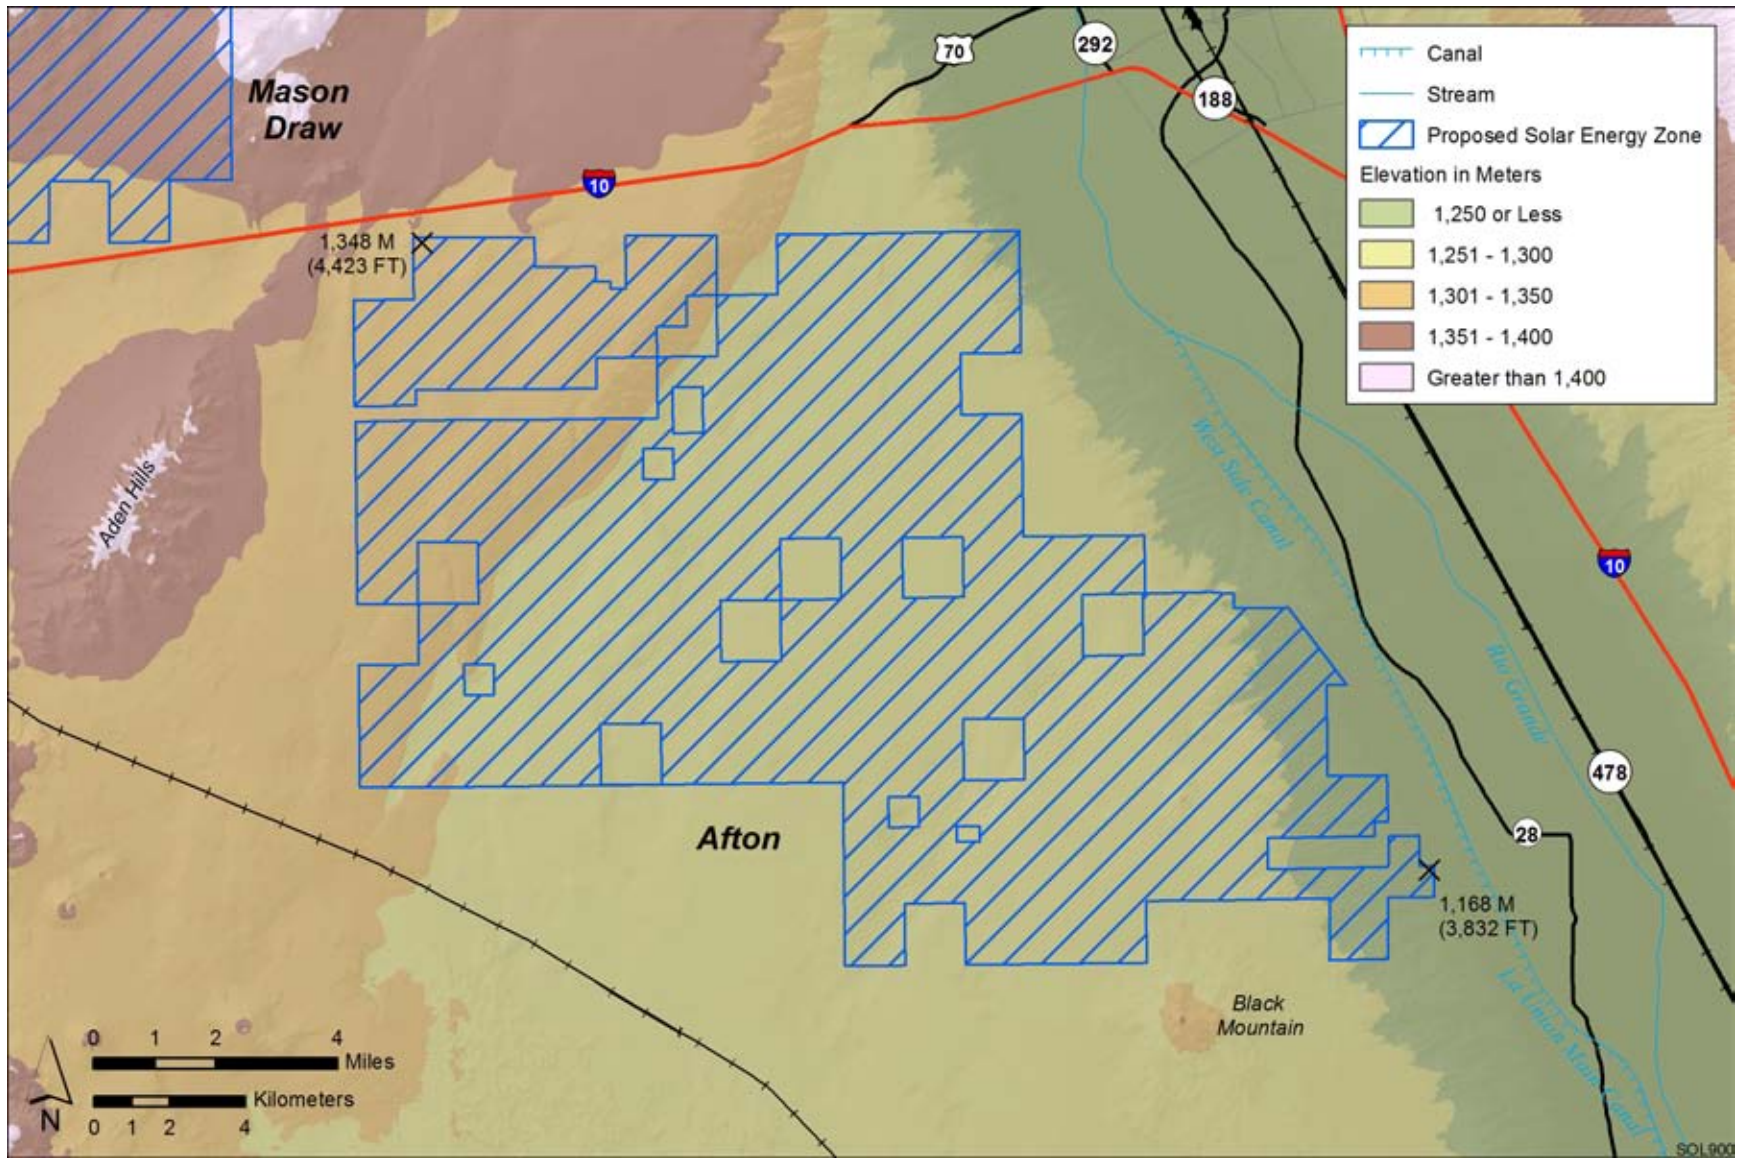 70
292
188
Mason
Draw
10
1,348 M
(4,423 FT)
Canal
Stream
Proposed Solar Energy Zone
Elevation in Meters
1,250 or Less
1,251 - 1,300
1,301 - 1,350
1,351 - 1,400
Greater than 1,400
Aden Hills
West Side Canal
10
Rio Grande
478
28
Afton
1,168 M
(3,832 FT)
La Union Main Canal
Black
Mountain
0 1 2 4
Miles
Kilometers
0 1 2 4
N
SOL900